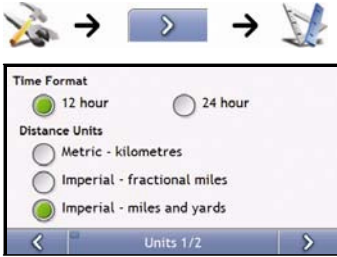 Time Format
12 hour 24 hour
Distance Units
Metric - kilometres
Imperial - fractional miles
Imperial - miles and yards
Units 1/2